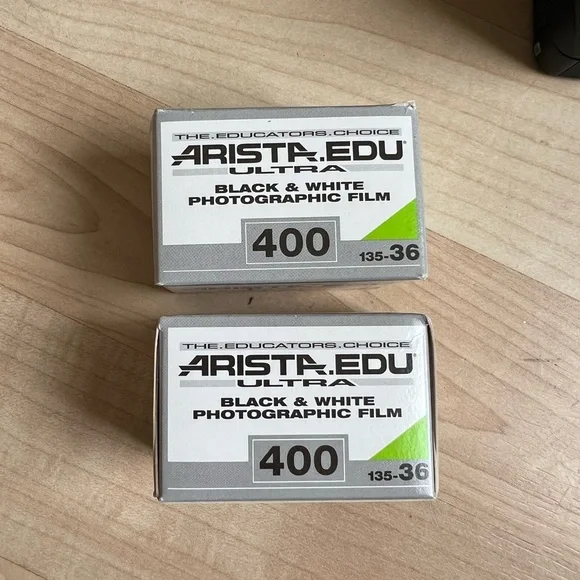 THE.EDUCATORS.CHOICE
ARISTA.EDU®
ULTRA
BLACK & WHITE
PHOTOGRAPHIC FILM
400
135-36
THE.EDUCATORS.CHOICE
ARISTA.EDU®
ULTRA
BLACK & WHITE
PHOTOGRAPHIC FILM
400
135-36